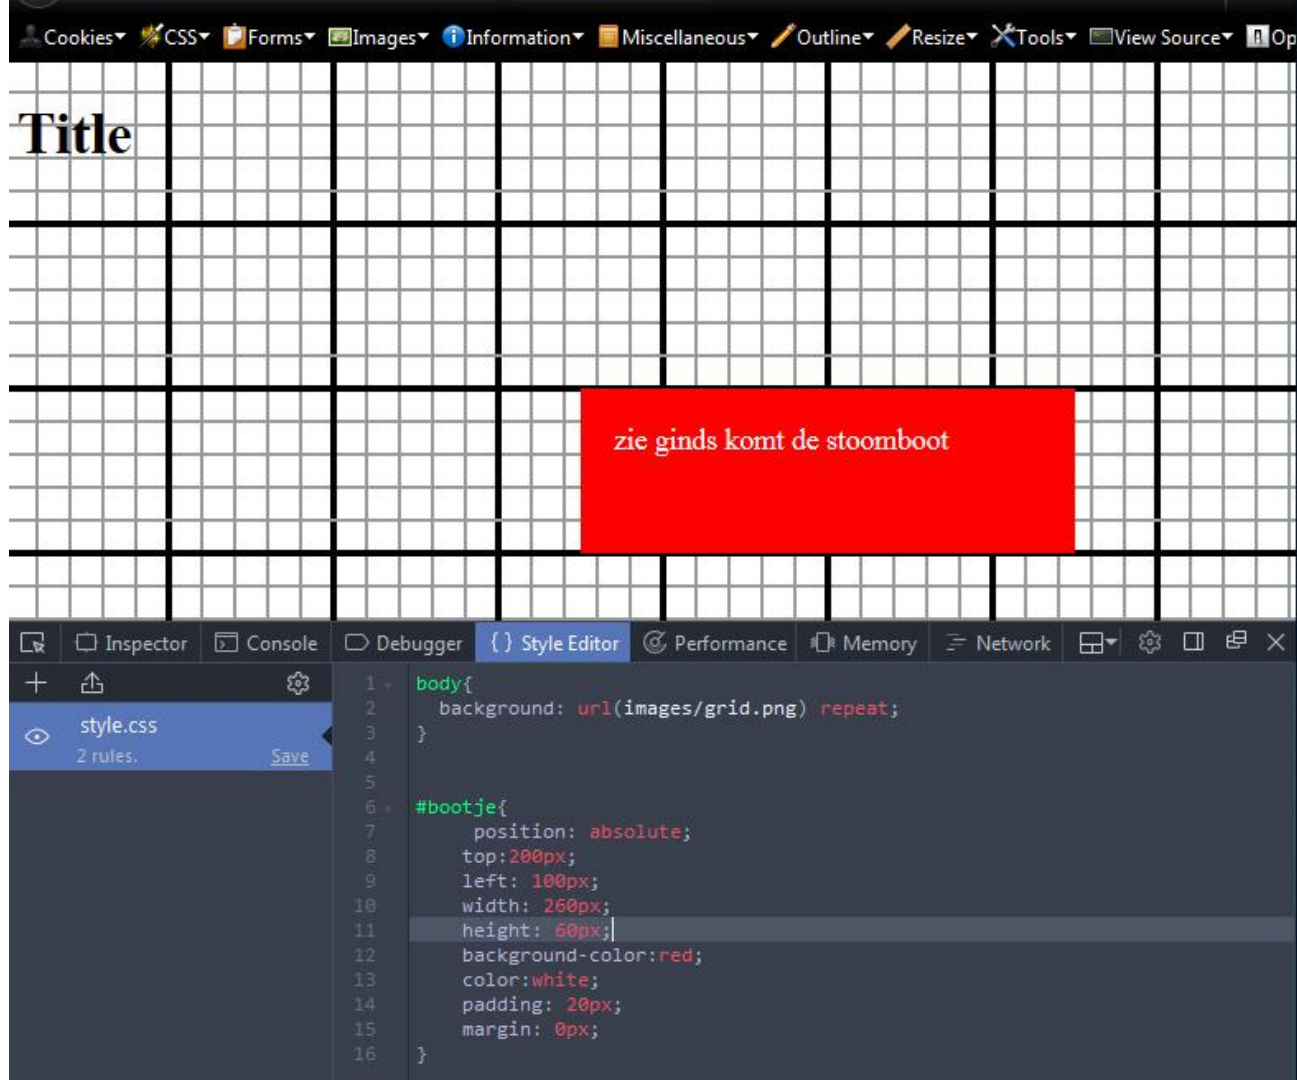 Cookies CSS Forms Images Information Miscellaneous Outline Resize Tools View Source Op
Title
zie ginds komt de stoomboot
Inspector Console Debugger {} Style Editor Performance Memory Network
style.css
2 rules. Save
1 body{
2 background: url(images/grid.png) repeat;
3 }
4
5
6 #bootje{
7 position: absolute;
8 top:200px;
9 left: 100px;
10 width: 260px;
11 height: 60px;
12 background-color:red;
13 color:white;
14 padding: 20px;
15 margin: 0px;
16 }